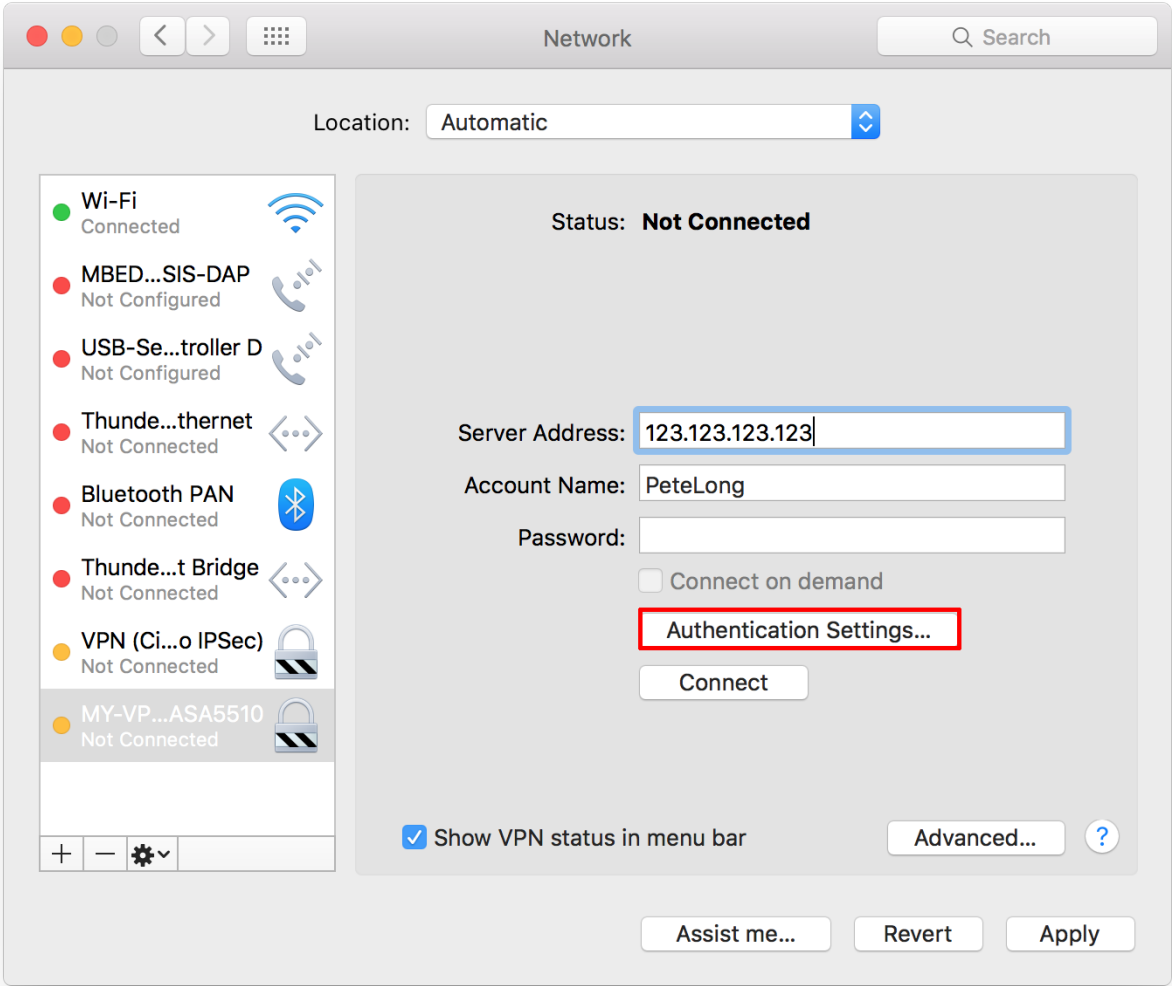 Network
Search
Location: Automatic
Wi-Fi
Connected
MBED...SIS-DAP
Not Configured
USB-Se...troller D
Not Configured
Thunde...thernet
Not Connected
Bluetooth PAN
Not Connected
Thunde...t Bridge
Not Connected
VPN (Ci...o IPSec)
Not Connected
MY-VP...ASA5510
Not Connected
Status: Not Connected
Server Address: 123.123.123.123
Account Name: PeteLong
Password:
Connect on demand
Authentication Settings...
Connect
Show VPN status in menu bar
Advanced...
?
Assist me...
Revert
Apply